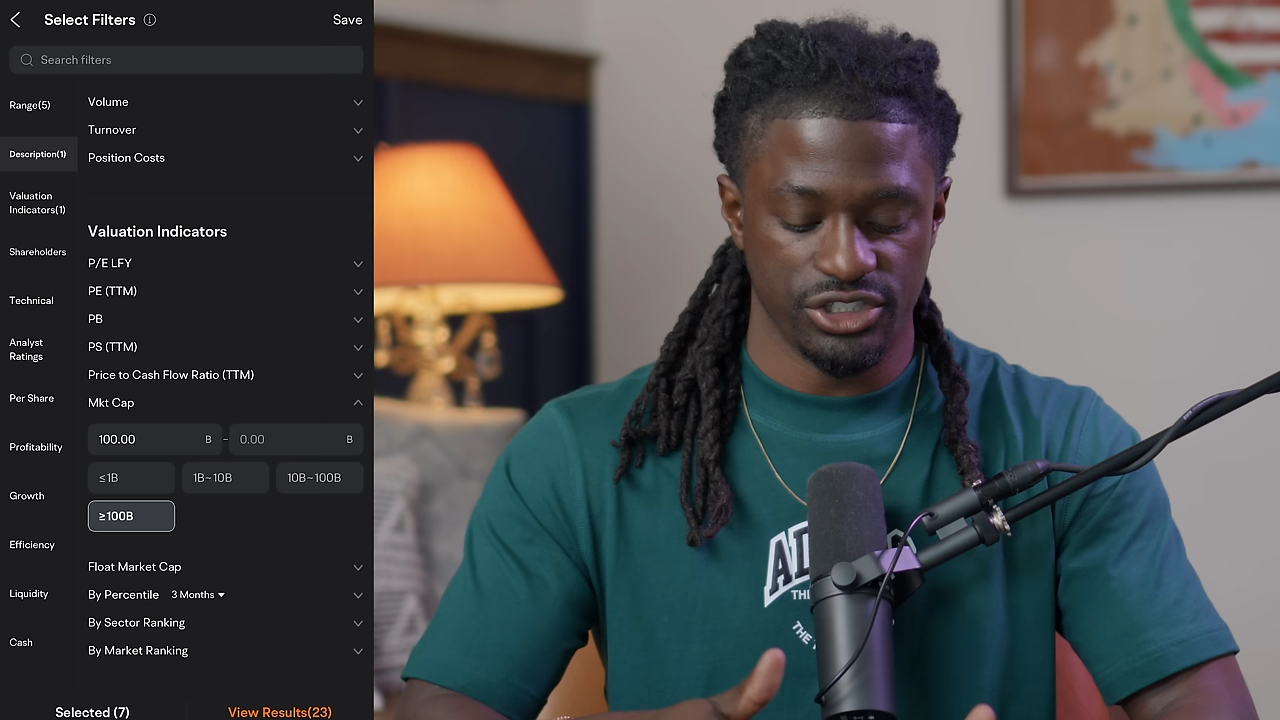 Select Filters
Save
Search filters
Range(5)
Description(1)
Valuation
Indicators(1)
Shareholders
Technical
Analyst
Ratings
Per Share
Profitability
Growth
Efficiency
Liquidity
Cash
Volume
Turnover
Position Costs
Valuation Indicators
P/E LFY
PE (TTM)
PB
PS (TTM)
Price to Cash Flow Ratio (TTM)
Mkt Cap
100.00 B - 0.00 B
≤1B 1B~10B 10B~100B
≥100B
Float Market Cap
By Percentile 3 Months
By Sector Ranking
By Market Ranking
Selected (7)
View Results(23)
THE